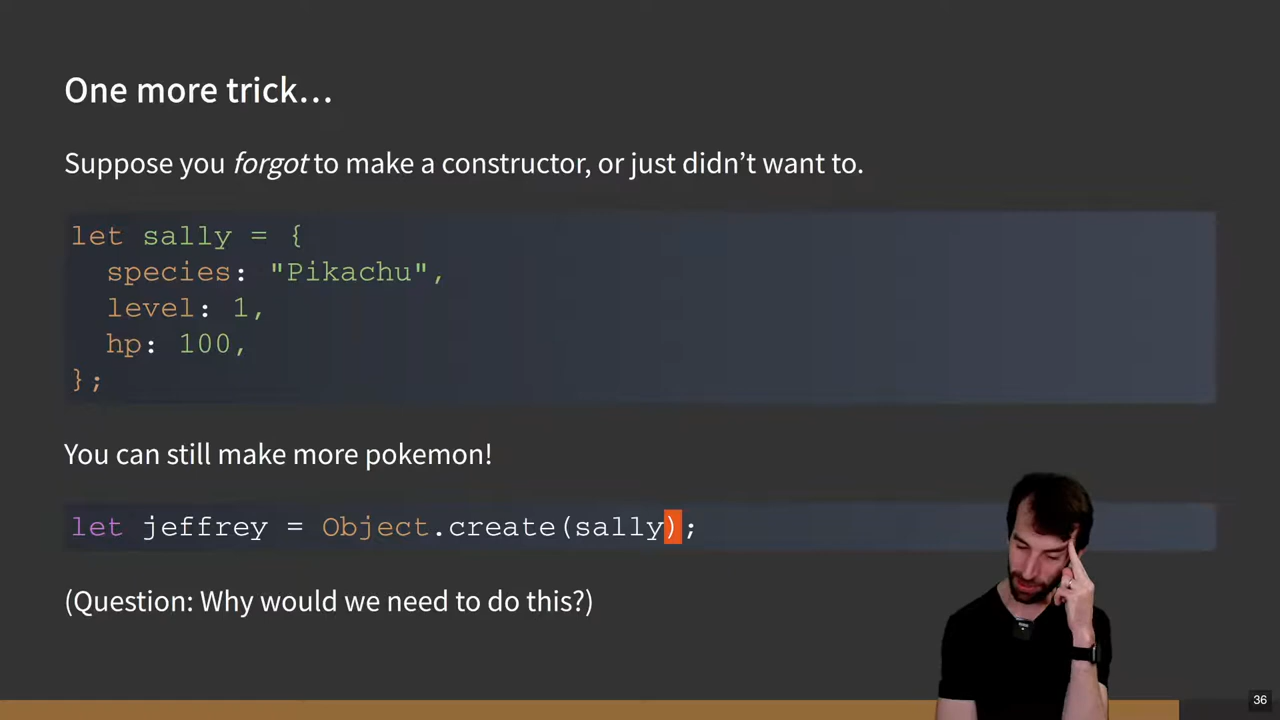 One more trick…
Suppose you forgot to make a constructor, or just didn’t want to.
let sally = {
  species: "Pikachu",
  level: 1,
  hp: 100,
};
You can still make more pokemon!
let jeffrey = Object.create(sally);
(Question: Why would we need to do this?)
36